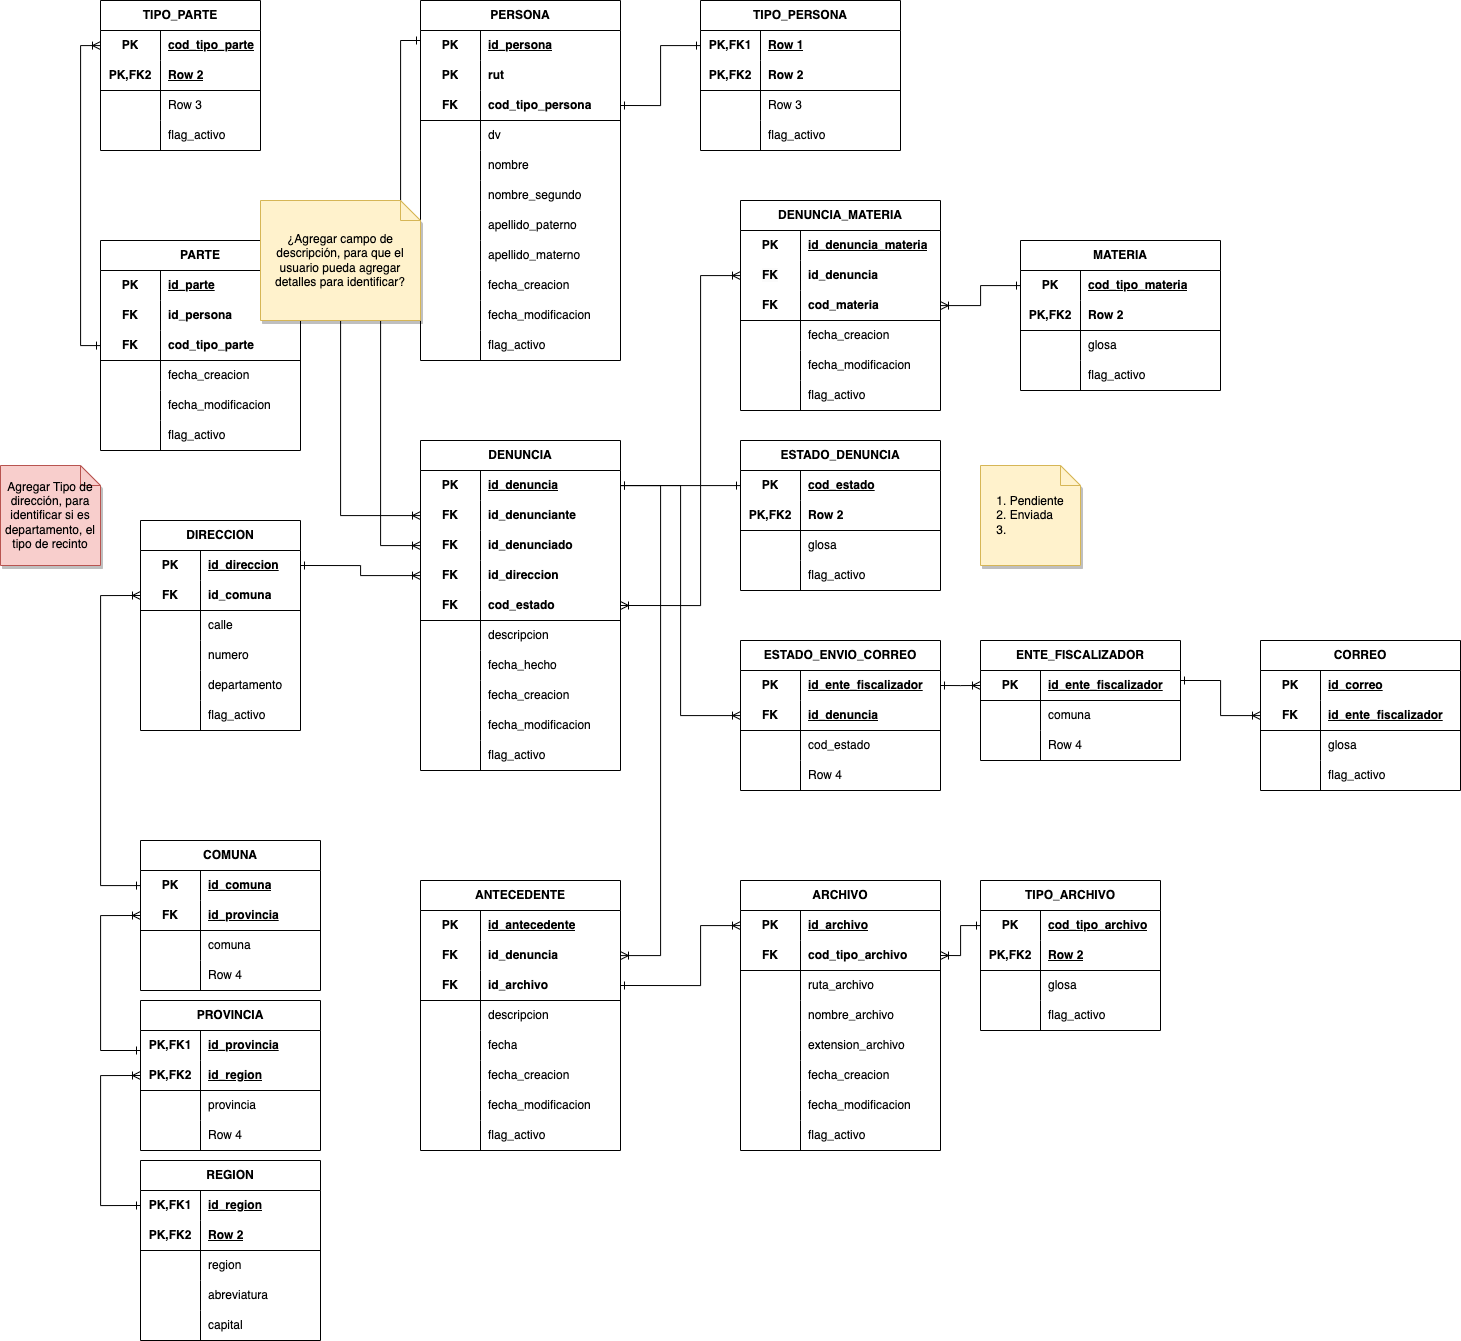 TIPO_PARTE
PK cod_tipo_parte
PK,FK2 Row 2
Row 3
flag_activo
PERSONA
PK id_persona
PK rut
FK cod_tipo_persona
dv
nombre
nombre_segundo
apellido_paterno
apellido_materno
fecha_creacion
fecha_modificacion
flag_activo
TIPO_PERSONA
PK,FK1 Row 1
PK,FK2 Row 2
Row 3
flag_activo
¿Agregar campo de
descripción, para que el
usuario pueda agregar
detalles para identificar?
PARTE
PK id_parte
FK id_persona
FK cod_tipo_parte
fecha_creacion
fecha_modificacion
flag_activo
DENUNCIA_MATERIA
PK id_denuncia_materia
FK id_denuncia
FK cod_materia
fecha_creacion
fecha_modificacion
flag_activo
MATERIA
PK cod_tipo_materia
PK,FK2 Row 2
glosa
flag_activo
Agregar Tipo de
dirección, para
identificar si es
departamento, el
tipo de recinto
DIRECCION
PK id_direccion
FK id_comuna
calle
numero
departamento
flag_activo
DENUNCIA
PK id_denuncia
FK id_denunciante
FK id_denunciado
FK id_direccion
FK cod_estado
descripcion
fecha_hecho
fecha_creacion
fecha_modificacion
flag_activo
ESTADO_DENUNCIA
PK cod_estado
PK,FK2 Row 2
glosa
flag_activo
1. Pendiente
2. Enviada
3.
ESTADO_ENVIO_CORREO
PK id_ente_fiscalizador
FK id_denuncia
cod_estado
Row 4
ENTE_FISCALIZADOR
PK id_ente_fiscalizador
comuna
Row 4
CORREO
PK id_correo
FK id_ente_fiscalizador
glosa
flag_activo
COMUNA
PK id_comuna
FK id_provincia
comuna
Row 4
ANTECEDENTE
PK id_antecedente
FK id_denuncia
FK id_archivo
descripcion
fecha
fecha_creacion
fecha_modificacion
flag_activo
ARCHIVO
PK id_archivo
FK cod_tipo_archivo
ruta_archivo
nombre_archivo
extension_archivo
fecha_creacion
fecha_modificacion
flag_activo
TIPO_ARCHIVO
PK cod_tipo_archivo
PK,FK2 Row 2
glosa
flag_activo
PROVINCIA
PK,FK1 id_provincia
PK,FK2 id_region
provincia
Row 4
REGION
PK,FK1 id_region
PK,FK2 Row 2
region
abreviatura
capital